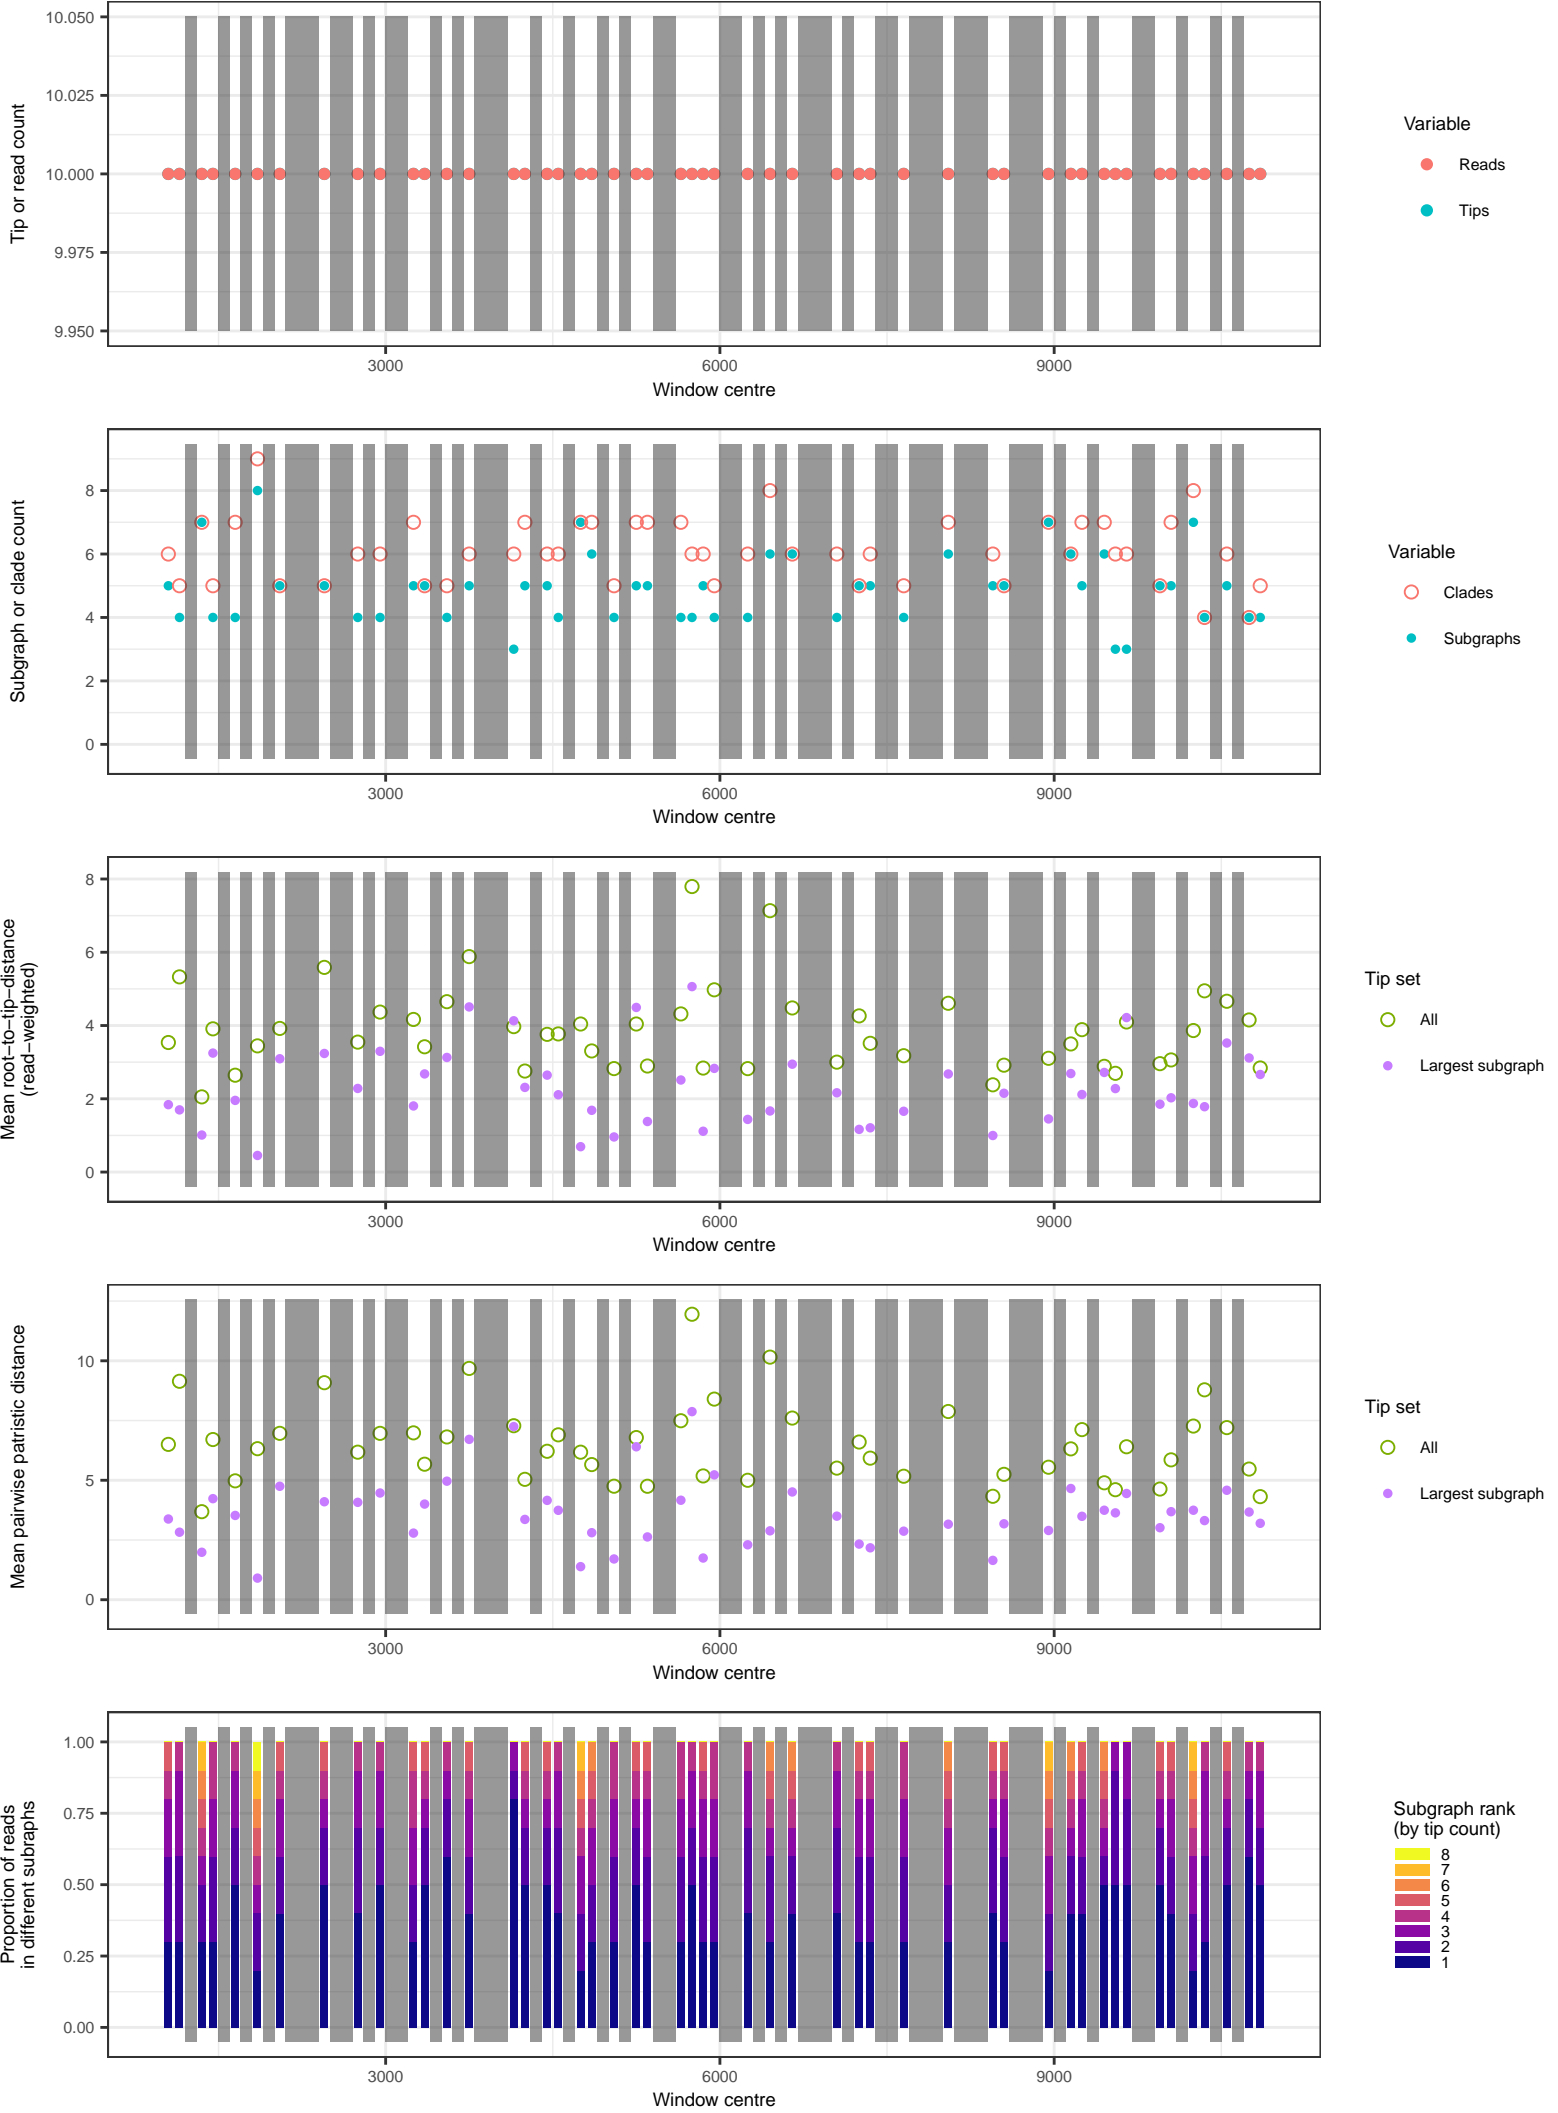 10.050
10.025
10.000
9.975
9.950
Tip or read count
3000
6000
9000
Window centre
Variable
Reads
Tips
8
6
4
2
0
Subgraph or clade count
3000
6000
9000
Window centre
Variable
Clades
Subgraphs
8
6
4
2
0
Mean root−to−tip−distance
(read−weighted)
3000
6000
9000
Window centre
Tip set
All
Largest subgraph
10
5
0
Mean pairwise patristic distance
3000
6000
9000
Window centre
Tip set
All
Largest subgraph
1.00
0.75
0.50
0.25
0.00
Proportion of reads
in different subraphs
3000
6000
9000
Window centre
Subgraph rank
(by tip count)
8
7
6
5
4
3
2
1